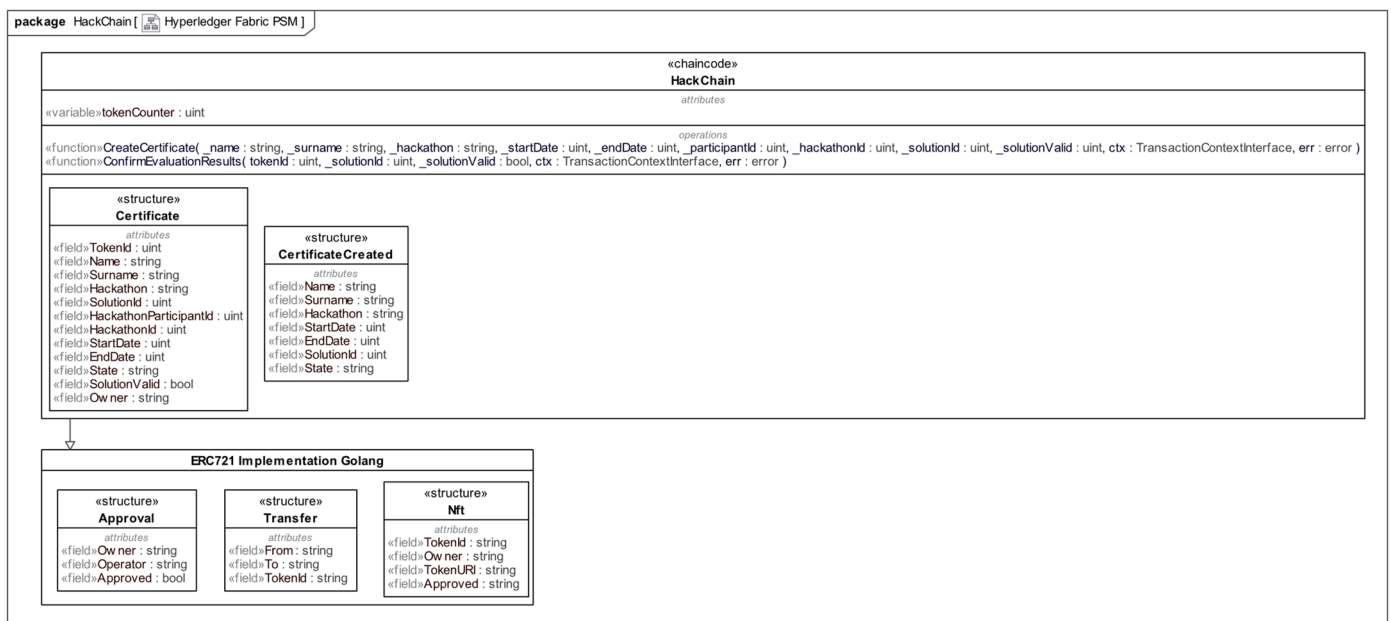 package HackChain [ Hyperledger Fabric PSM ]
«chaincode»
HackChain
attributes
«variable»tokenCounter : uint
operations
«function»CreateCertificate( _name : string, _surname : string, _hackathon : string, _startDate : uint, _endDate : uint, _participantId : uint, _hackathonId : uint, _solutionId : uint, _solutionValid : uint, ctx : TransactionContextInterface, err : error )
«function»ConfirmEvaluationResults( tokenId : uint, _solutionId : uint, _solutionValid : bool, ctx : TransactionContextInterface, err : error )
«structure»
Certificate
attributes
«field»TokenId : uint
«field»Name : string
«field»Surname : string
«field»Hackathon : string
«field»SolutionId : uint
«field»HackathonParticipantId : uint
«field»HackathonId : uint
«field»StartDate : uint
«field»EndDate : uint
«field»State : string
«field»SolutionValid : bool
«field»Owner : string
«structure»
CertificateCreated
attributes
«field»Name : string
«field»Surname : string
«field»Hackathon : string
«field»StartDate : uint
«field»EndDate : uint
«field»SolutionId : uint
«field»State : string
ERC721 Implementation Golang
«structure»
Approval
attributes
«field»Owner : string
«field»Operator : string
«field»Approved : bool
«structure»
Transfer
attributes
«field»From : string
«field»To : string
«field»TokenId : string
«structure»
Nft
attributes
«field»TokenId : string
«field»Owner : string
«field»TokenURI : string
«field»Approved : string